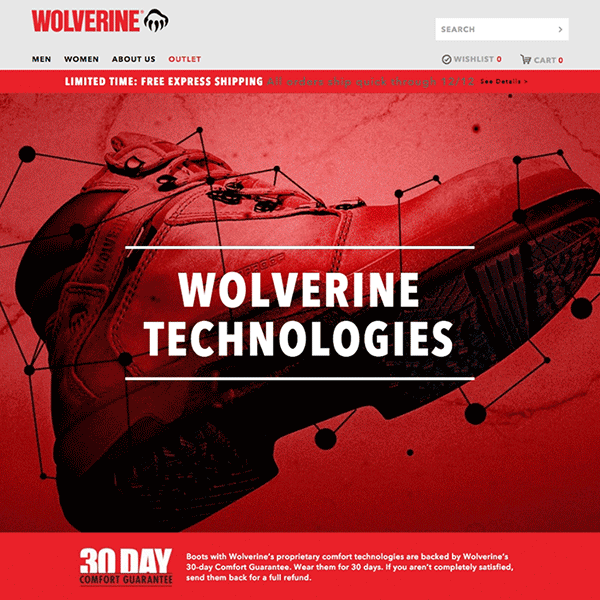 WOLVERINE
SEARCH
MEN WOMEN ABOUT US OUTLET
WISHLIST 0 CART 0
LIMITED TIME: FREE EXPRESS SHIPPING All orders ship quick through 12/12 See Details >
WOLVERINE
TECHNOLOGIES
30 DAY
COMFORT GUARANTEE
Boots with Wolverine's proprietary comfort technologies are backed by Wolverine's
30-day Comfort Guarantee. Wear them for 30 days. If you aren't completely satisfied,
send them back for a full refund.